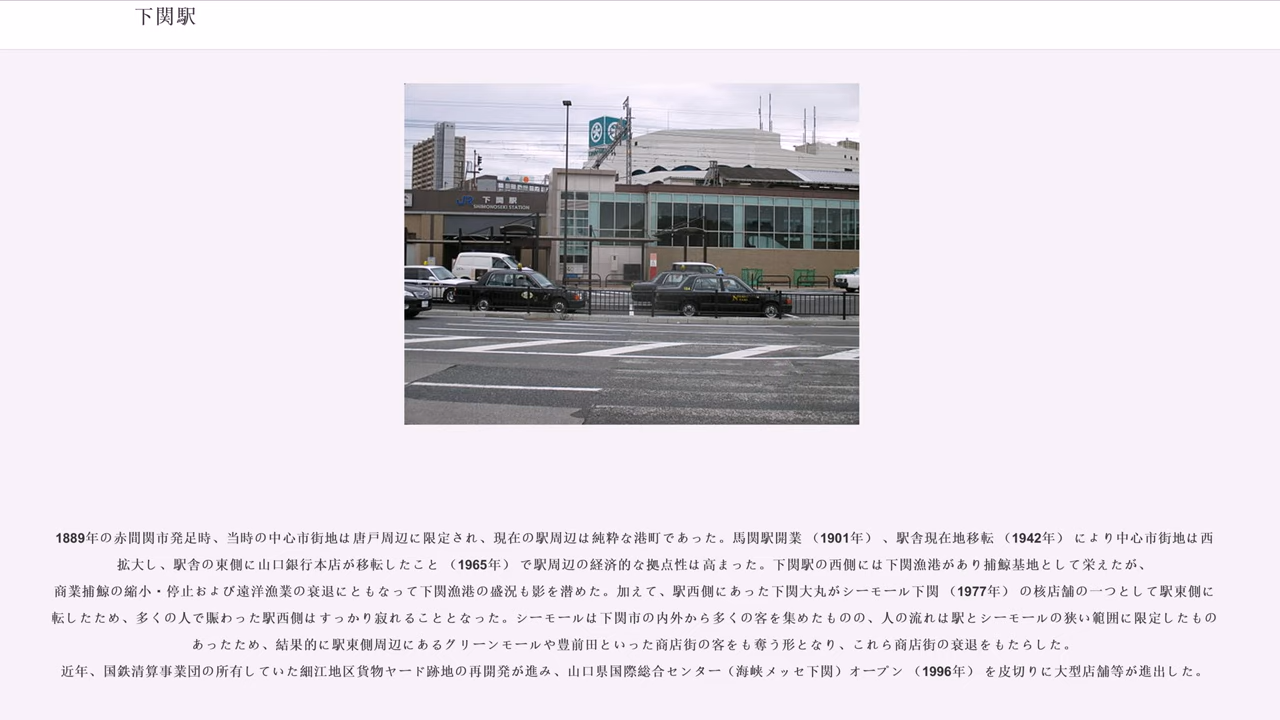 下関駅
下関駅
SHIMONOSEKI STATION
1889年の赤間関市発足時、当時の中心市街地は唐戸周辺に限定され、現在の駅周辺は純粋な港町であった。馬関駅開業 （1901年） 、駅舎現在地移転 （1942年） により中心市街地は西
拡大し、駅舎の東側に山口銀行本店が移転したこと （1965年） で駅周辺の経済的な拠点性は高まった。下関駅の西側には下関漁港があり捕鯨基地として栄えたが、
商業捕鯨の縮小・停止および遠洋漁業の衰退にともなって下関漁港の盛況も影を潜めた。加えて、駅西側にあった下関大丸がシーモール下関 （1977年） の核店舗の一つとして駅東側に
転したため、多くの人で賑わった駅西側はすっかり寂れることとなった。シーモールは下関市の内外から多くの客を集めたものの、人の流れは駅とシーモールの狭い範囲に限定したもの
あったため、結果的に駅東側周辺にあるグリーンモールや豊前田といった商店街の客をも奪う形となり、これら商店街の衰退をもたらした。
近年、国鉄清算事業団の所有していた細江地区貨物ヤード跡地の再開発が進み、山口県国際総合センター（海峡メッセ下関）オープン （1996年） を皮切りに大型店舗等が進出した。